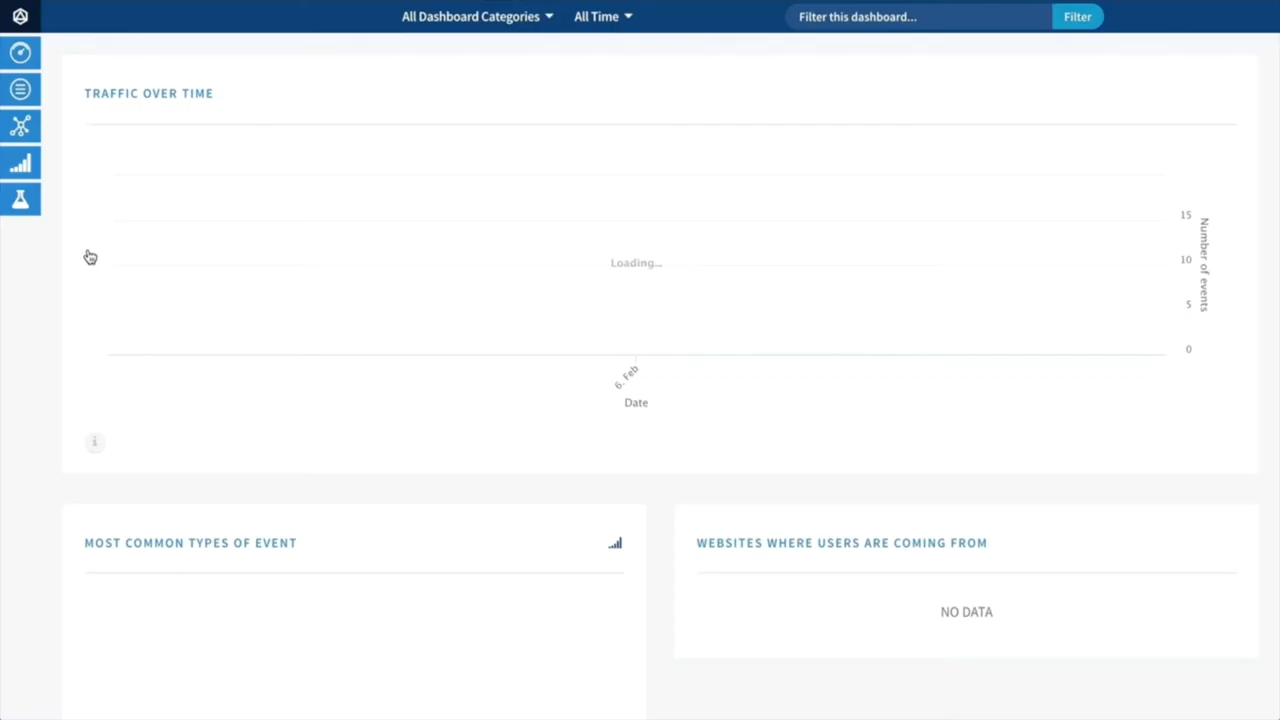 All Dashboard Categories
All Time
Filter this dashboard...
Filter
TRAFFIC OVER TIME
15
10
5
0
Number of events
Loading...
6. Feb
Date
i
MOST COMMON TYPES OF EVENT
WEBSITES WHERE USERS ARE COMING FROM
NO DATA